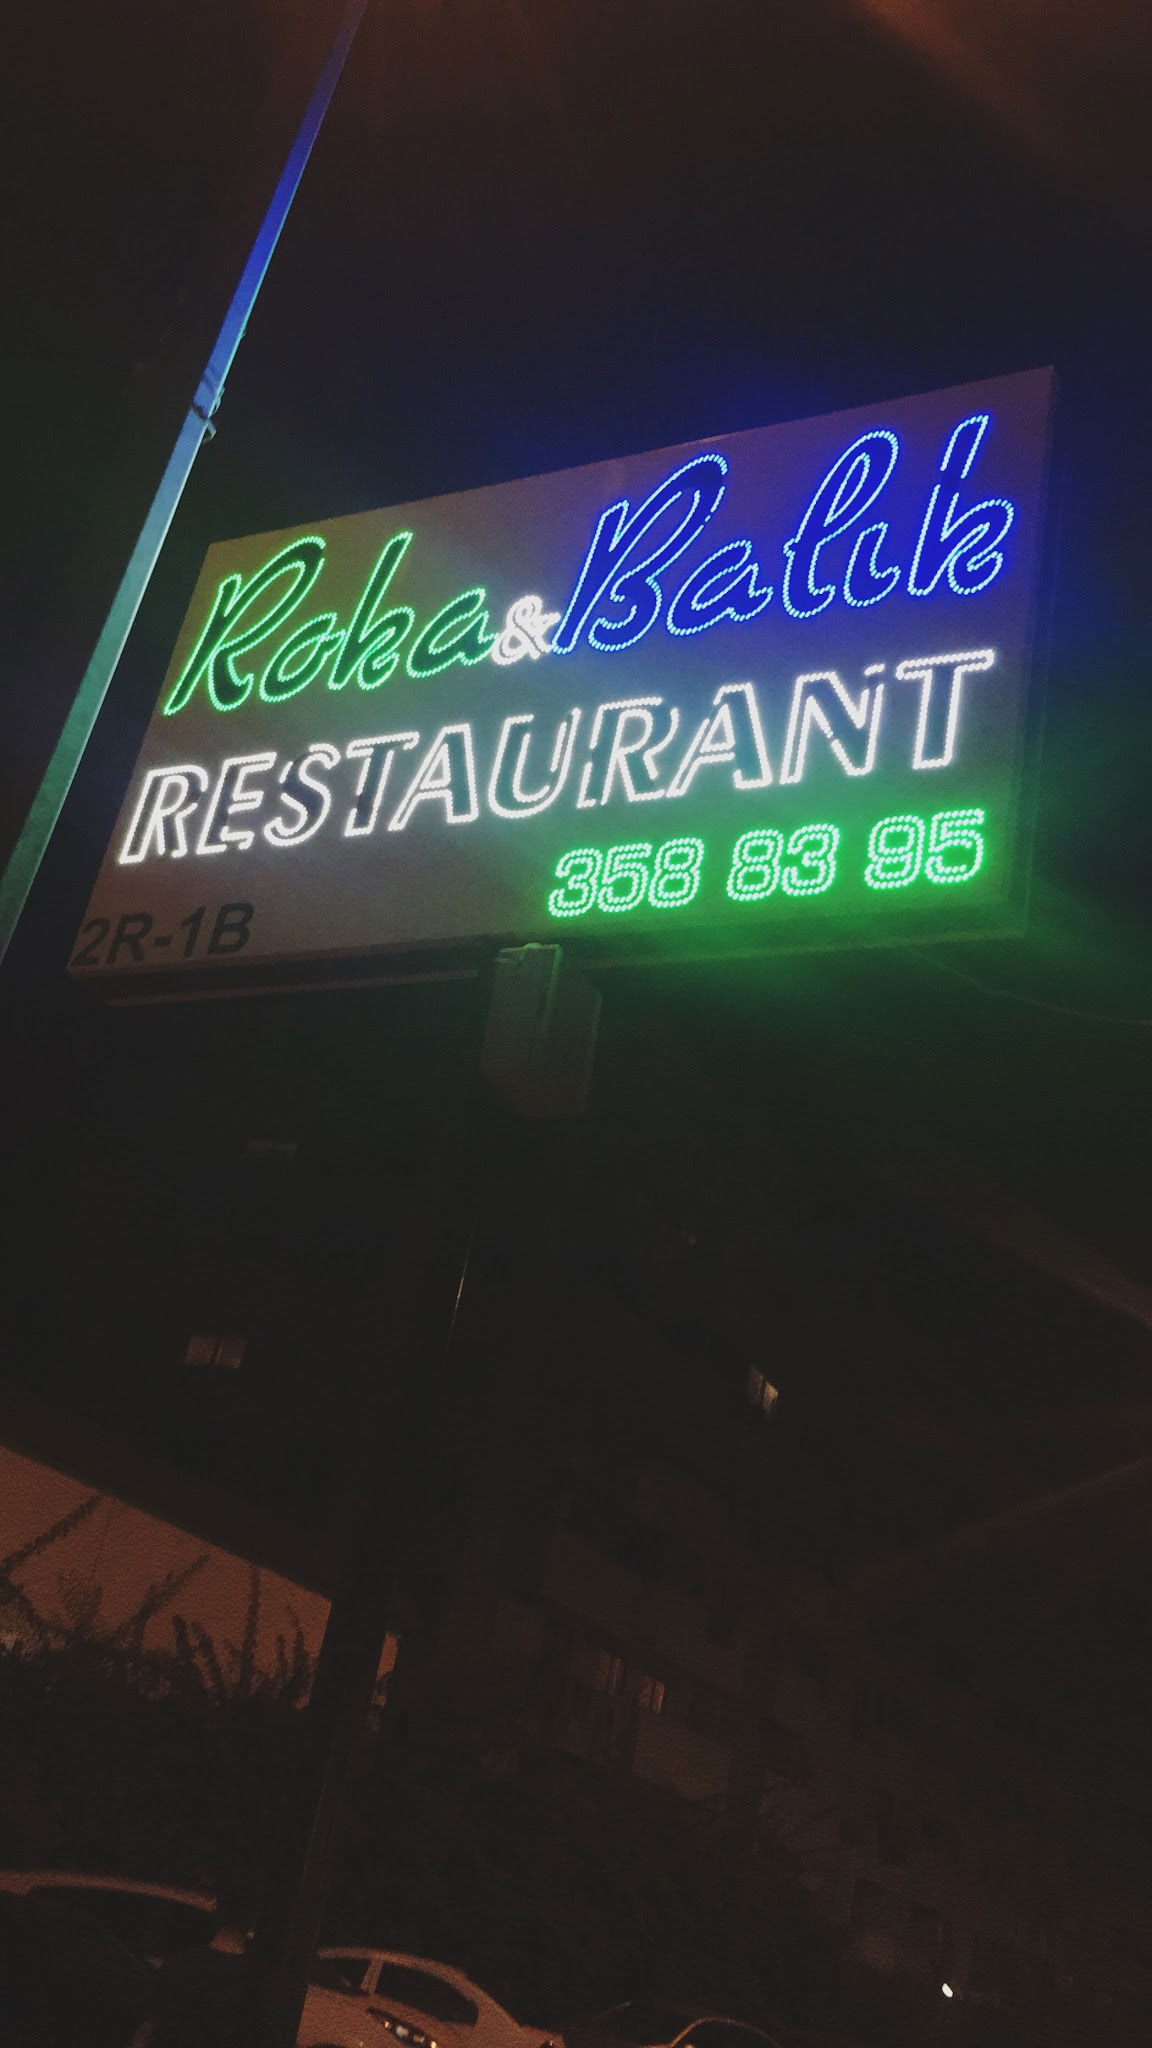 Roka & Balık
RESTAURANT
358 83 95
2R-1B